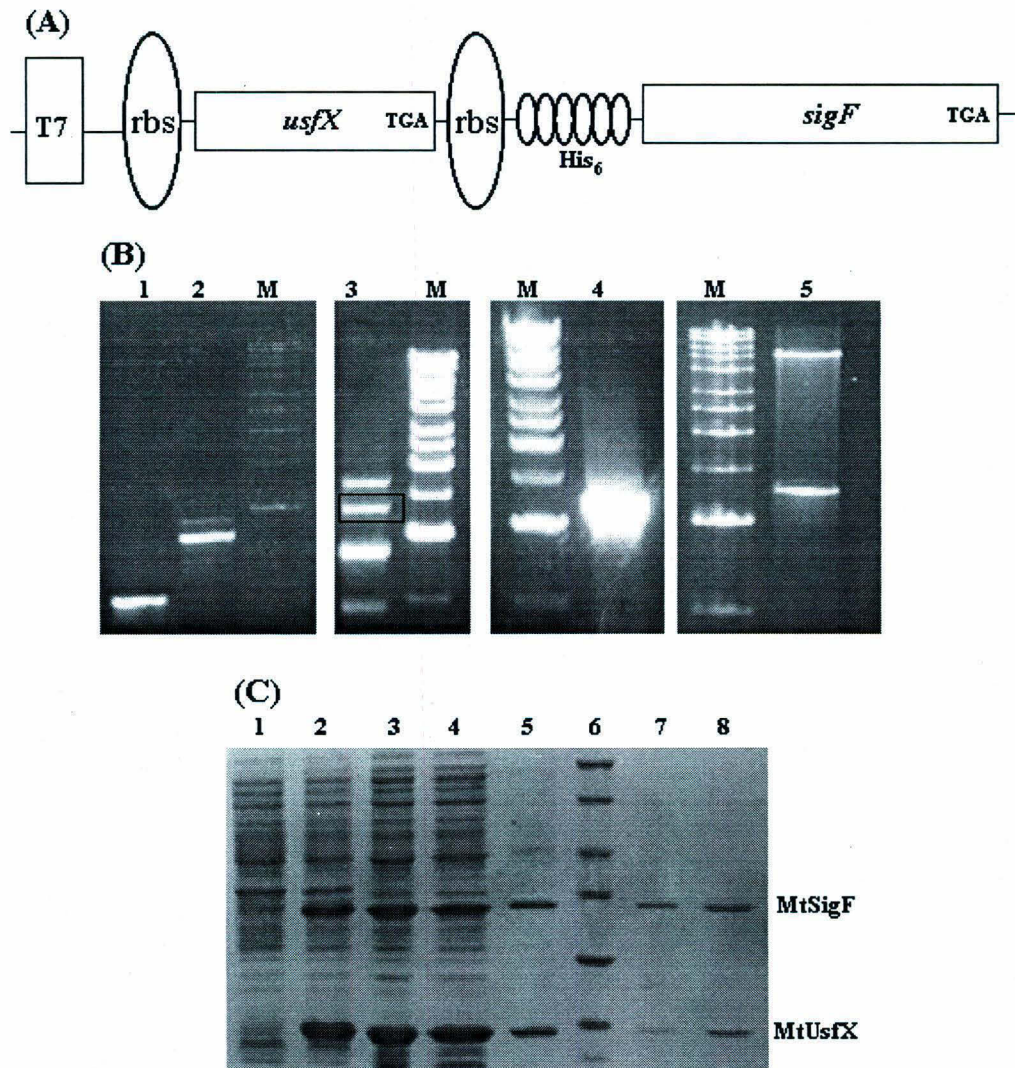 (A)
T7 rbs usfX TGA rbs His6 sigF TGA
(B)
1 2 M 3 M M 4 M 5
(C)
1 2 3 4 5 6 7 8
MtSigF
MtUsfX